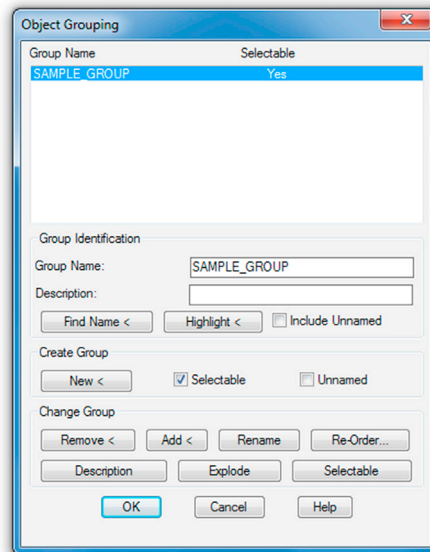 Object Grouping
Group Name Selectable
SAMPLE_GROUP Yes
Group Identification
Group Name: SAMPLE_GROUP
Description:
Find Name < Highlight < Include Unnamed
Create Group
New < Selectable Unnamed
Change Group
Remove < Add < Rename Re-Order...
Description Explode Selectable
OK Cancel Help